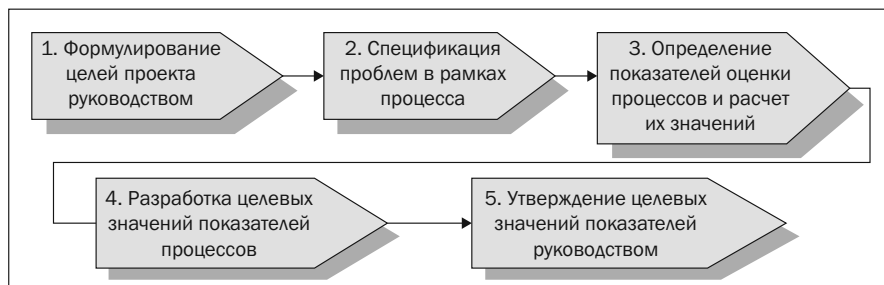 1. Формулирование
целей проекта
руководством
2. Спецификация
проблем в рамках
процесса
3. Определение
показателей оценки
процессов и расчет
их значений
4. Разработка целевых
значений показателей
процессов
5. Утверждение целевых
значений показателей
руководством